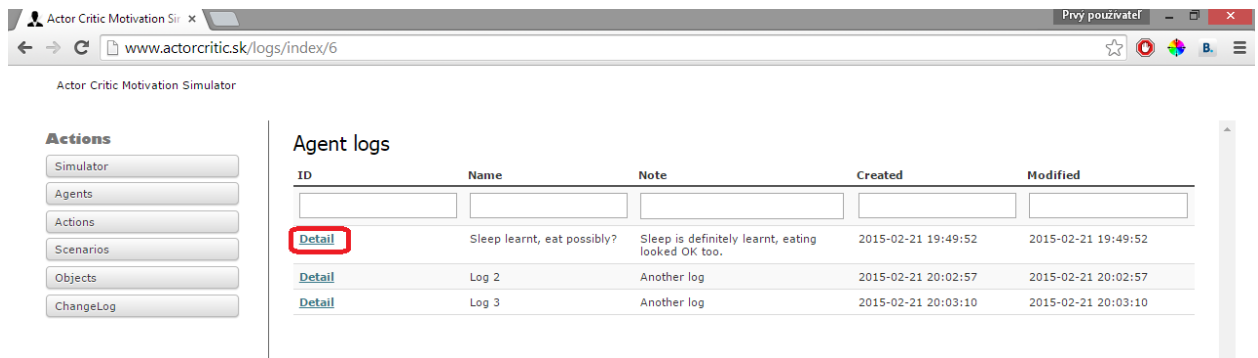 Actor Critic Motivation Sir
Prvý používateľ
www.actorcritic.sk/logs/index/6
B.
Actor Critic Motivation Simulator
Actions
Simulator
Agents
Actions
Scenarios
Objects
ChangeLog
Agent logs
ID Name Note Created Modified
Detail Sleep learnt, eat possibly? Sleep is definitely learnt, eating 2015-02-21 19:49:52 2015-02-21 19:49:52
looked OK too.
Detail Log 2 Another log 2015-02-21 20:02:57 2015-02-21 20:02:57
Detail Log 3 Another log 2015-02-21 20:03:10 2015-02-21 20:03:10